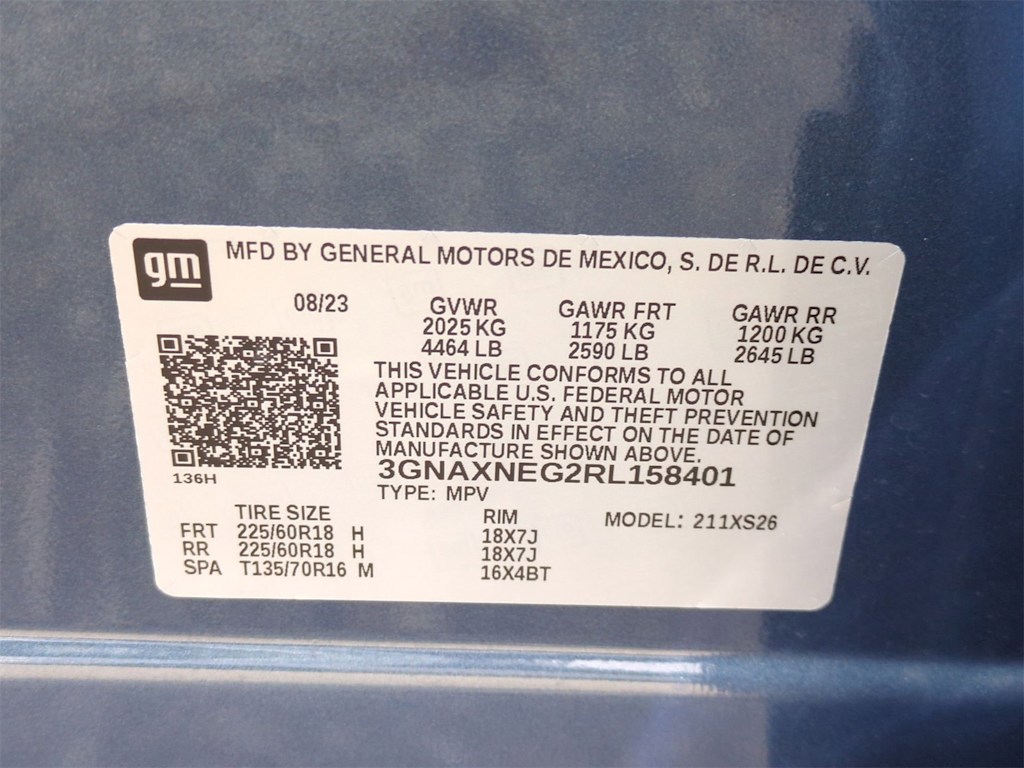 gm
MFD BY GENERAL MOTORS DE MEXICO, S. DE R.L. DE C.V.
08/23 GVWR GAWR FRT GAWR RR
2025 KG 1175 KG 1200 KG
4464 LB 2590 LB 2645 LB
THIS VEHICLE CONFORMS TO ALL
APPLICABLE U.S. FEDERAL MOTOR
VEHICLE SAFETY AND THEFT PREVENTION
STANDARDS IN EFFECT ON THE DATE OF
MANUFACTURE SHOWN ABOVE.
3GNAXNEG2RL158401
136H
TYPE: MPV
TIRE SIZE RIM MODEL: 211XS26
FRT 225/60R18 H 18X7J
RR 225/60R18 H 18X7J
SPA T135/70R16 M 16X4BT